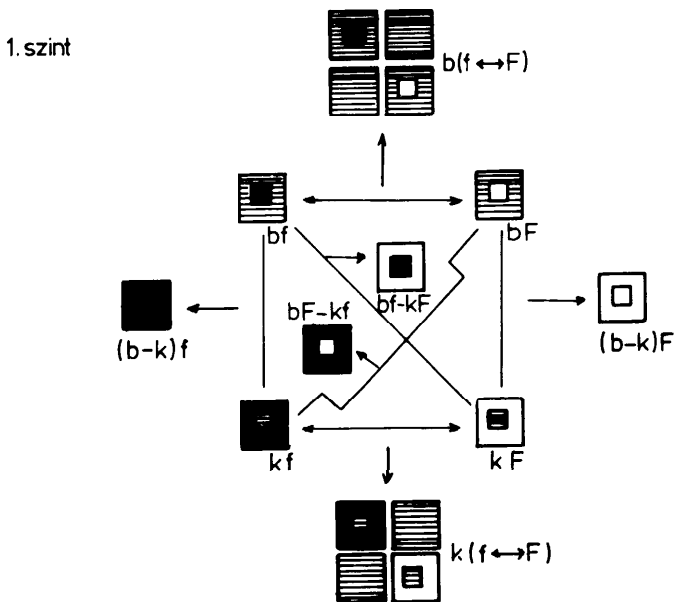 1. szint
b(f↔F)
bf
bF
bf-kF
bF-kf
(b-k)f
(b-k)F
kf
kF
k(f↔F)